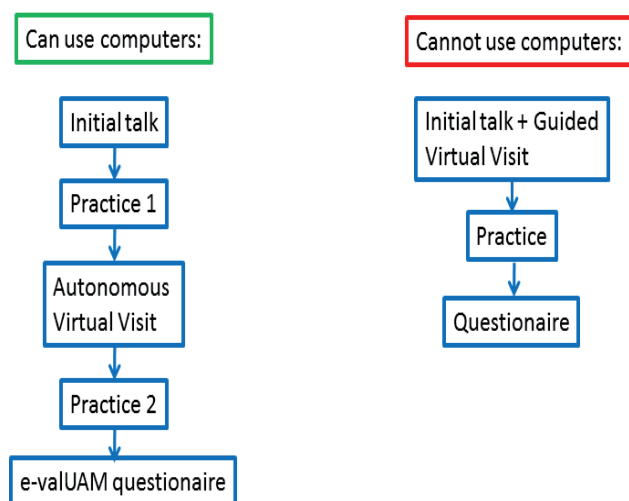 Can use computers:
Initial talk
Practice 1
Autonomous
Virtual Visit
Practice 2
e-valUAM questionaire
Cannot use computers:
Initial talk + Guided
Virtual Visit
Practice
Questionaire